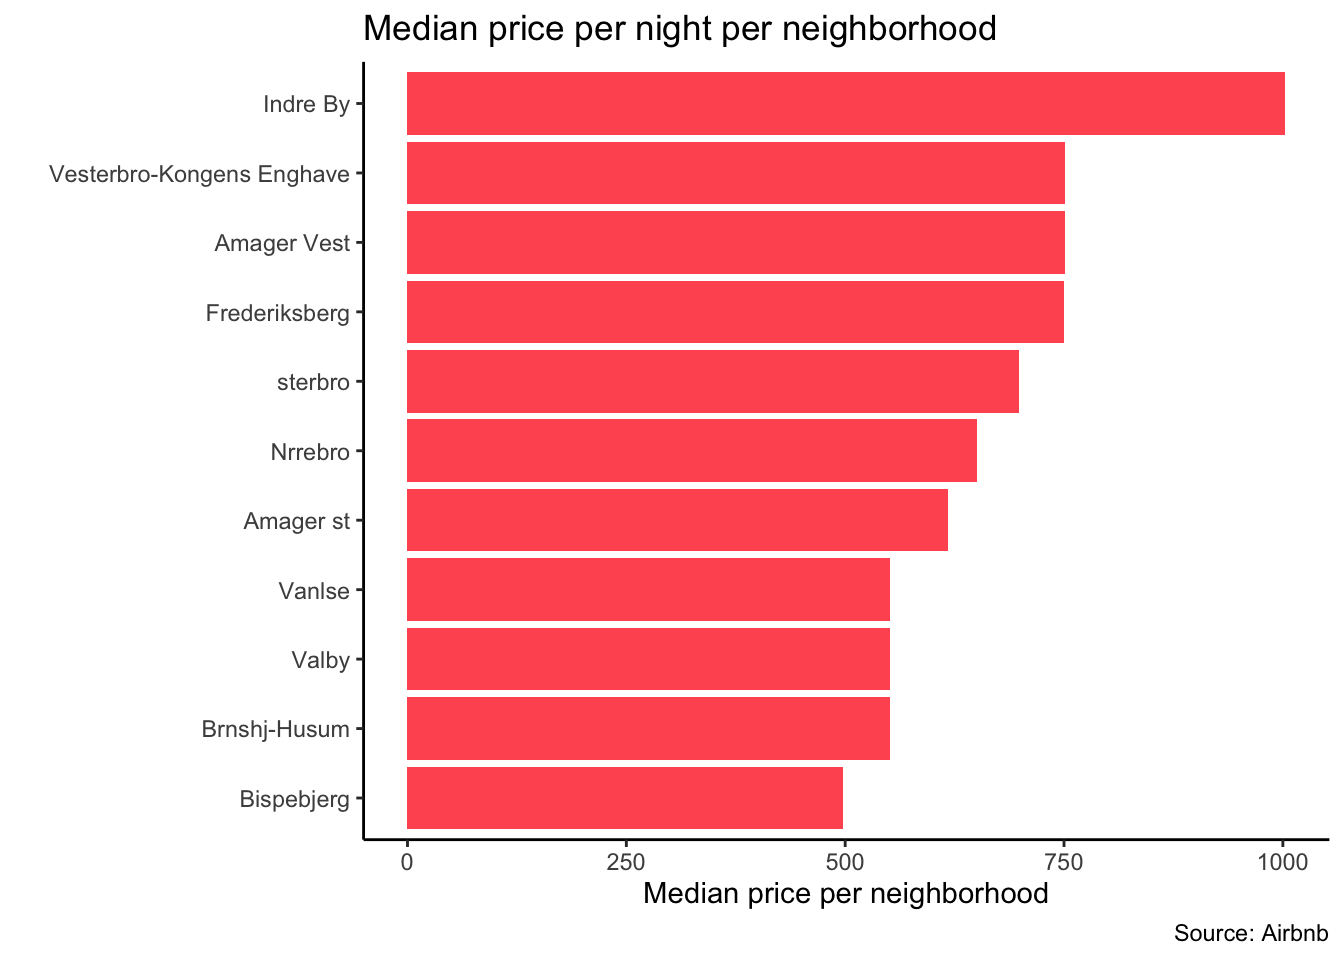 Median price per night per neighborhood
Indre By
Vesterbro-Kongens Enghave
Amager Vest
Frederiksberg
sterbro
Nrrebro
Amager st
Vanlse
Valby
Brnshj-Husum
Bispebjerg
0 250 500 750 1000
Median price per neighborhood
Source: Airbnb